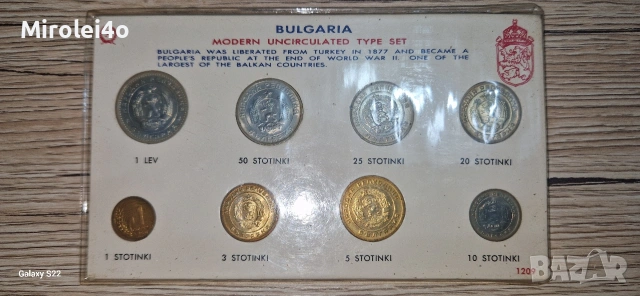 Mirolei4o
BULGARIA
MODERN UNCIRCULATED TYPE SET
BULGARIA WAS LIBERATED FROM TURKEY IN 1877 AND BECAME A
PEOPLE'S REPUBLIC AT THE END OF WORLD WAR II. ONE OF THE
LARGEST OF THE BALKAN COUNTRIES.
1 LEV
50 STOTINKI
25 STOTINKI
20 STOTINKI
1 STOTINKI
3 STOTINKI
5 STOTINKI
10 STOTINKI
1209
Galaxy S22
BAZAR